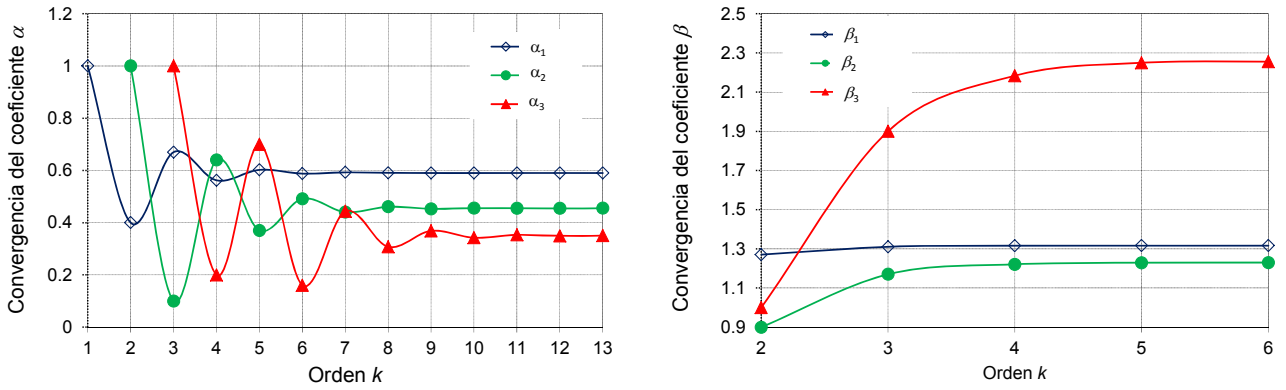 Convergencia del coeficiente α
1.2
1
0.8
0.6
0.4
0.2
0
1 2 3 4 5 6 7 8 9 10 11 12 13
Orden k
α1
α2
α3
Convergencia del coeficiente β
2.5
2.3
2.1
1.9
1.7
1.5
1.3
1.1
0.9
2 3 4 5 6
Orden k
β1
β2
β3